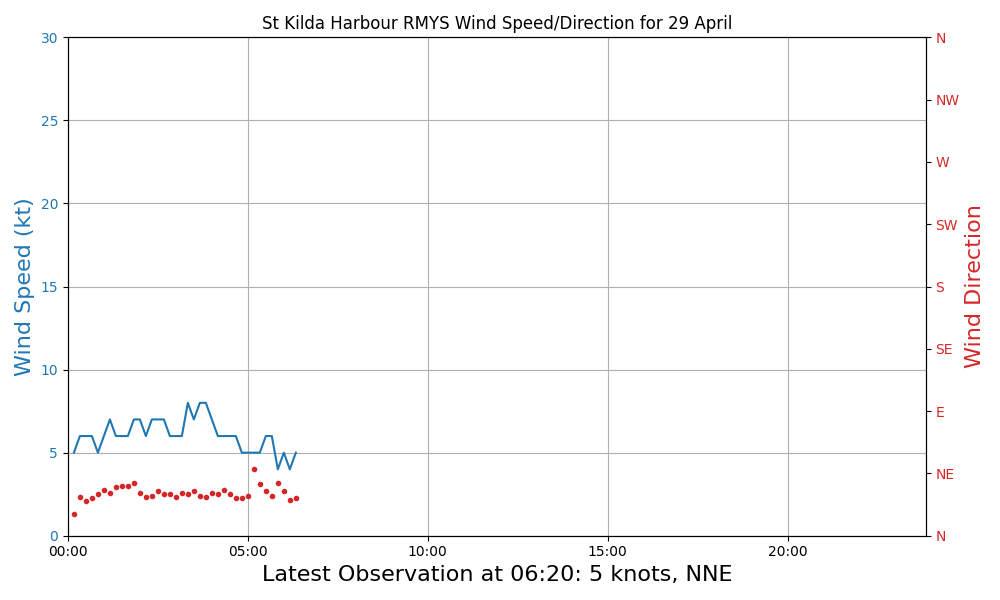 St Kilda Harbour RMYS Wind Speed/Direction for 29 April
30
25
20
15
10
5
0
Wind Speed (kt)
N
NW
W
SW
S
SE
E
NE
N
Wind Direction
00:00
05:00
10:00
15:00
20:00
Latest Observation at 06:20: 5 knots, NNE